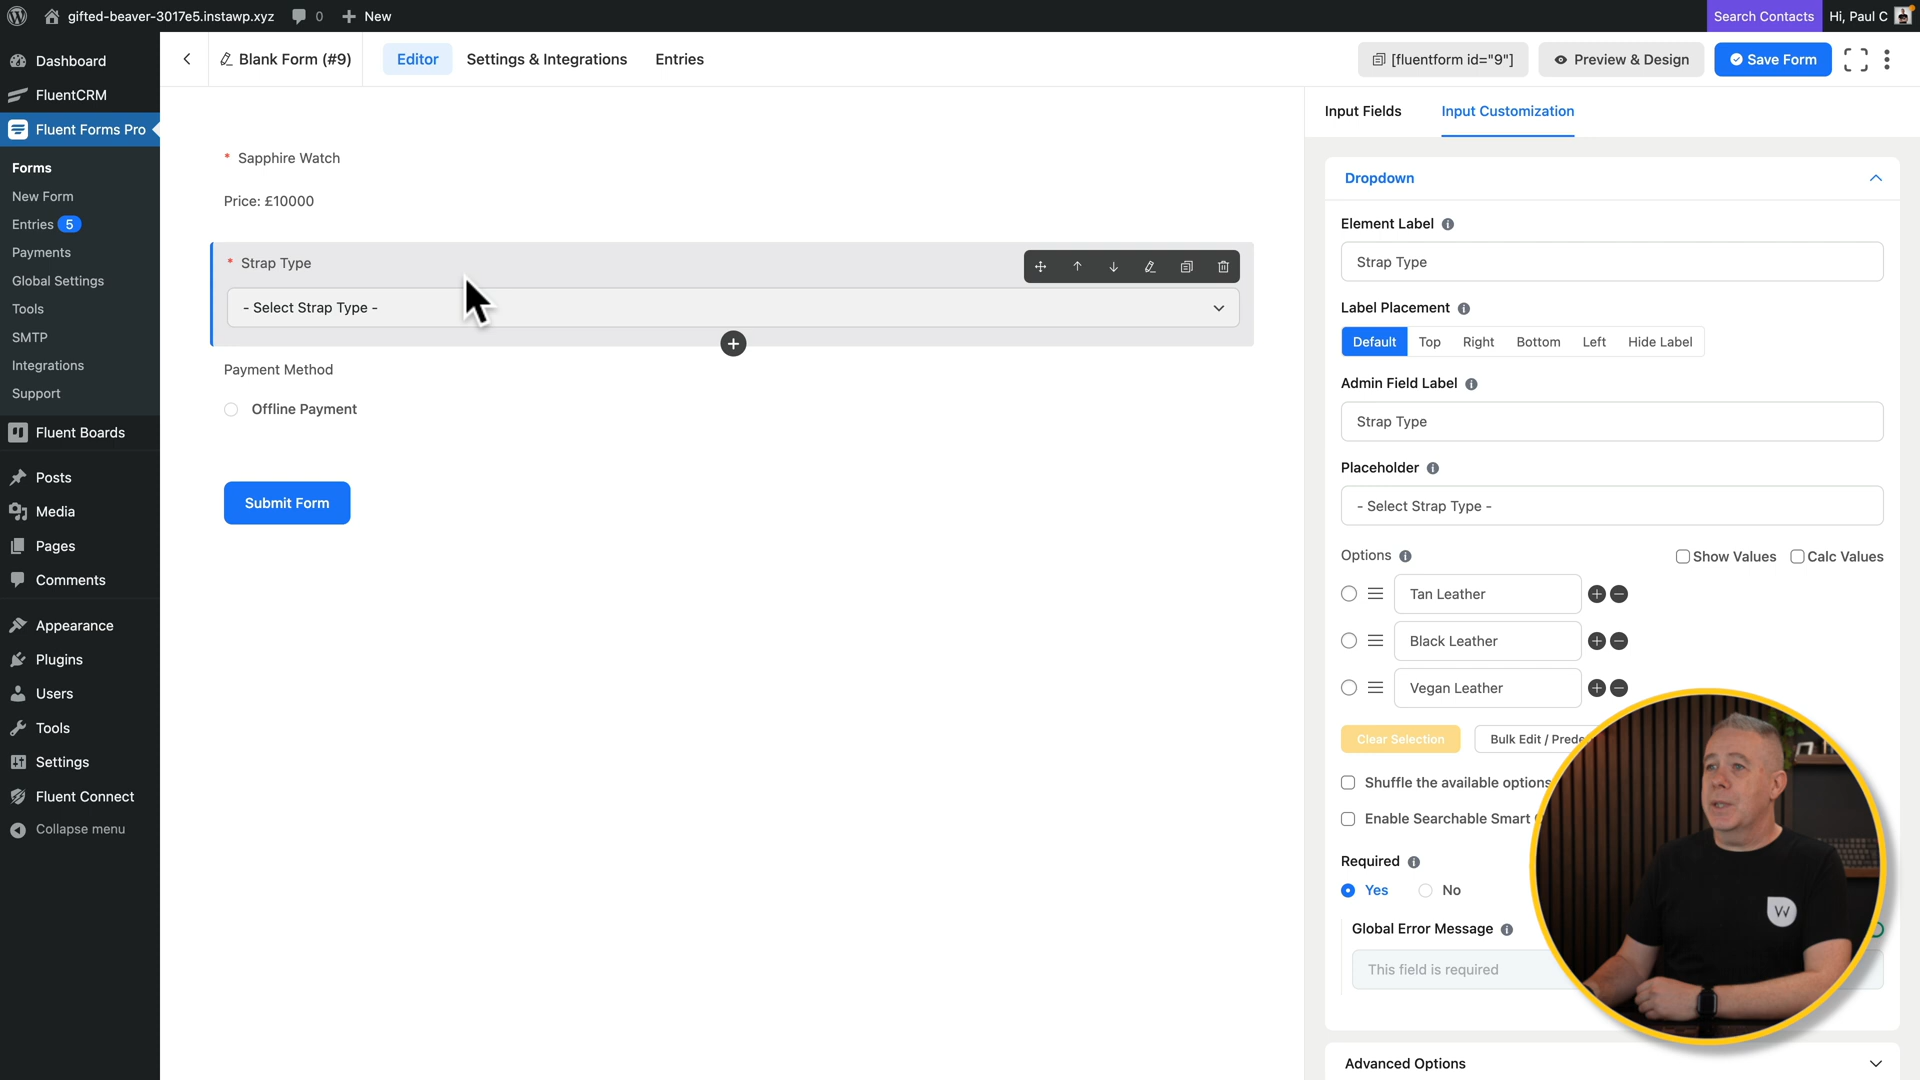 gifted-beaver-3017e5.instawp.xyz 0 New Search Contacts Hi, Paul C
Dashboard
FluentCRM
Fluent Forms Pro
Forms
New Form
Entries 5
Payments
Global Settings
Tools
SMTP
Integrations
Support
Fluent Boards
Posts
Media
Pages
Comments
Appearance
Plugins
Users
Tools
Settings
Fluent Connect
Collapse menu
Blank Form (#9) Editor Settings & Integrations Entries [fluentform id="9"] Preview & Design Save Form
* Sapphire Watch
Price: £10000
* Strap Type
- Select Strap Type -
Payment Method
Offline Payment
Submit Form
Input Fields Input Customization
Dropdown
Element Label
Strap Type
Label Placement
Default Top Right Bottom Left Hide Label
Admin Field Label
Strap Type
Placeholder
- Select Strap Type -
Options Show Values Calc Values
Tan Leather
Black Leather
Vegan Leather
Clear Selection Bulk Edit / Prede
Shuffle the available options
Enable Searchable Smart
Required
Yes No
Global Error Message
This field is required
W
Advanced Options